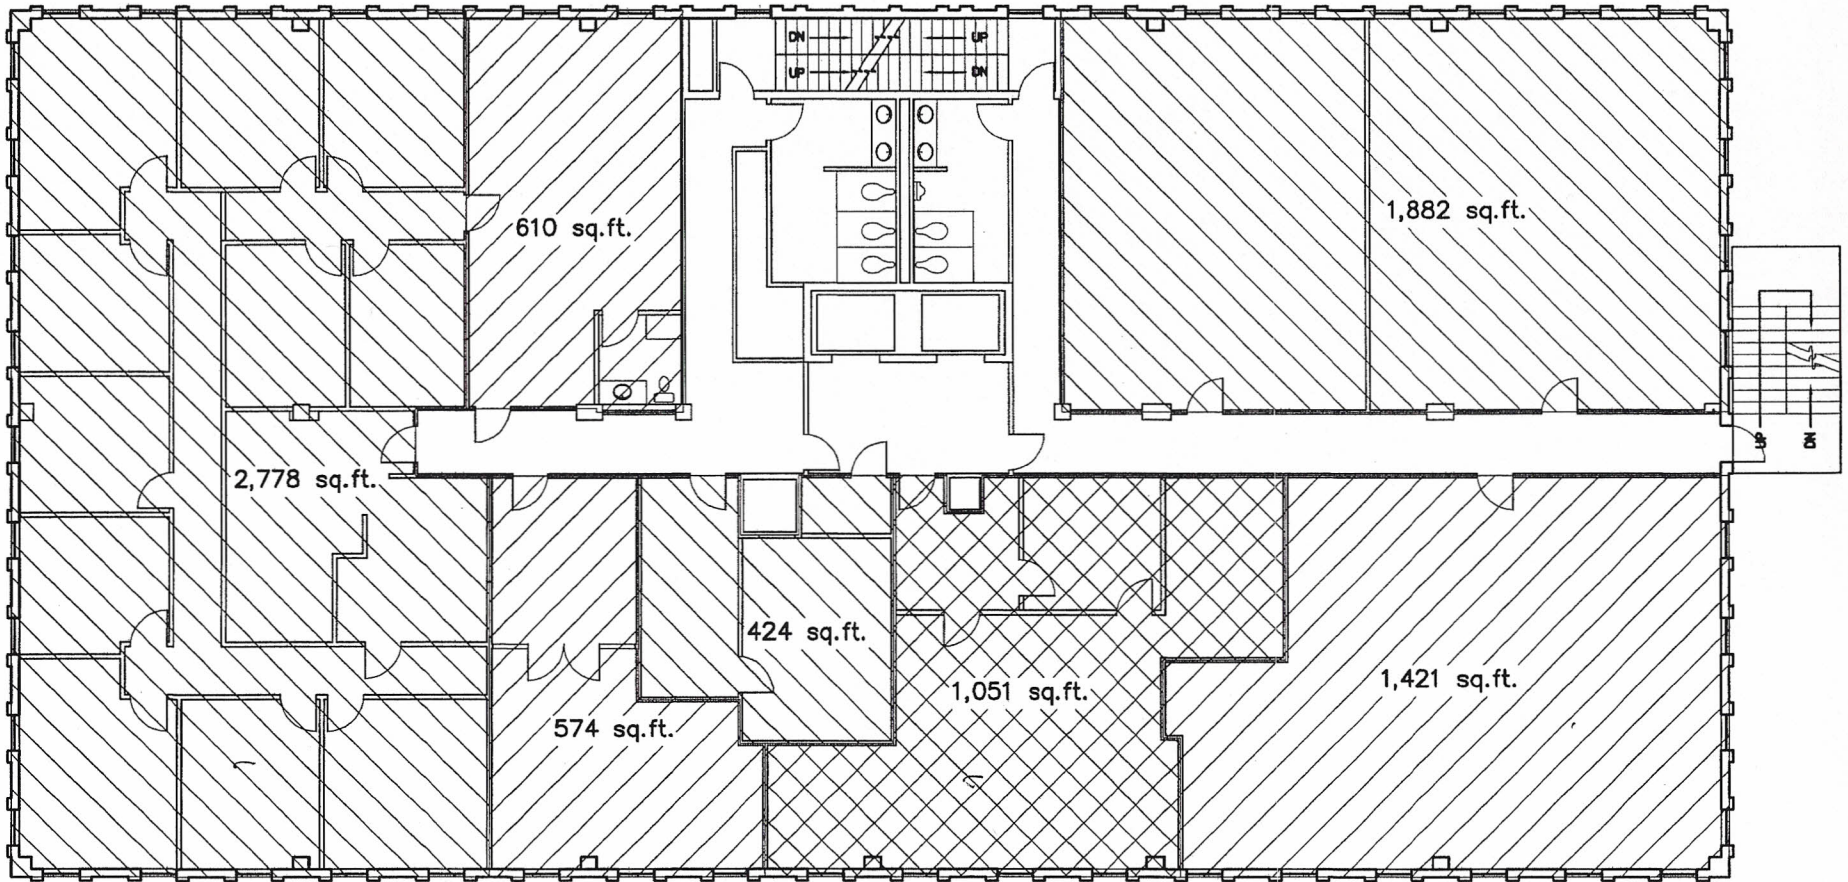 DN UP
UP DN
610 sq.ft.
1,882 sq.ft.
2,778 sq.ft.
UP DN
424 sq.ft.
1,051 sq.ft.
1,421 sq.ft.
574 sq.ft.